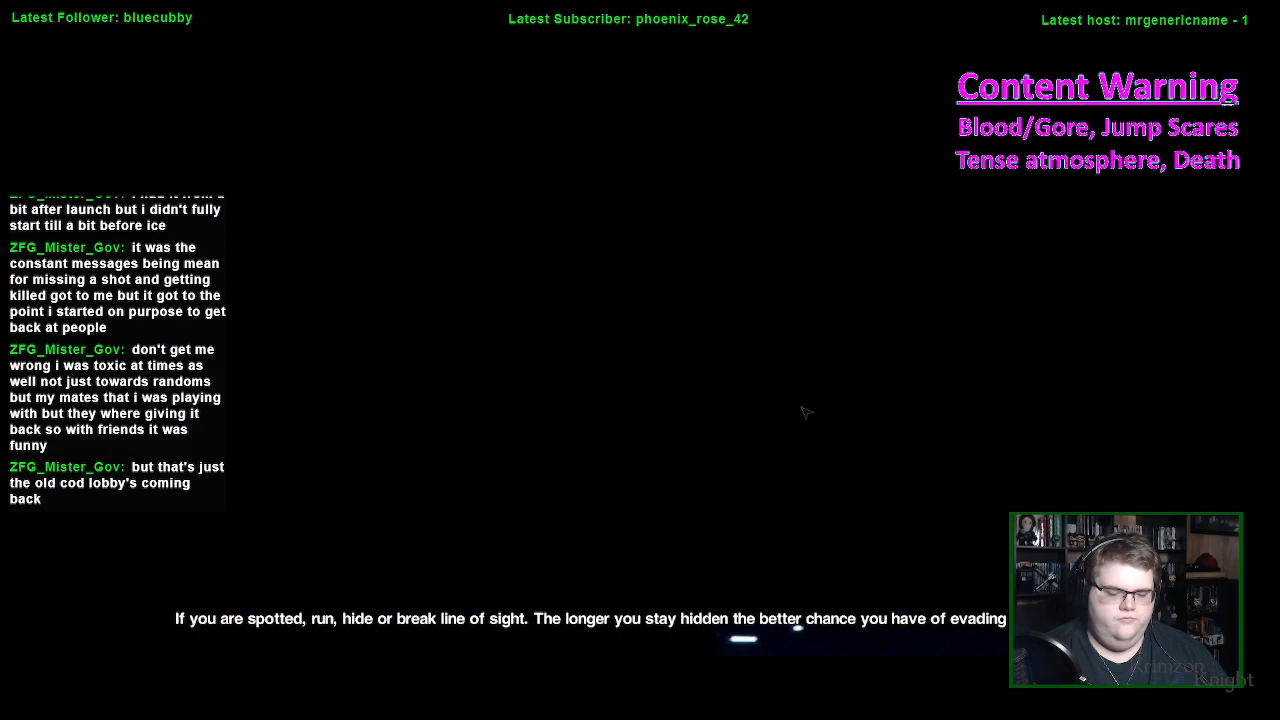 Latest Follower: bluecubby
Latest Subscriber: phoenix_rose_42
Latest host: mrgenericname - 1
Content Warning
Blood/Gore, Jump Scares
Tense atmosphere, Death
bit after launch but i didn't fully
start till a bit before ice
ZFG_Mister_Gov: it was the
constant messages being mean
for missing a shot and getting
killed got to me but it got to the
point i started on purpose to get
back at people
ZFG_Mister_Gov: don't get me
wrong i was toxic at times as
well not just towards randoms
but my mates that i was playing
with but they where giving it
back so with friends it was
funny
ZFG_Mister_Gov: but that's just
the old cod lobby's coming
back
If you are spotted, run, hide or break line of sight. The longer you stay hidden the better chance you have of evading
Krimzon
Knight